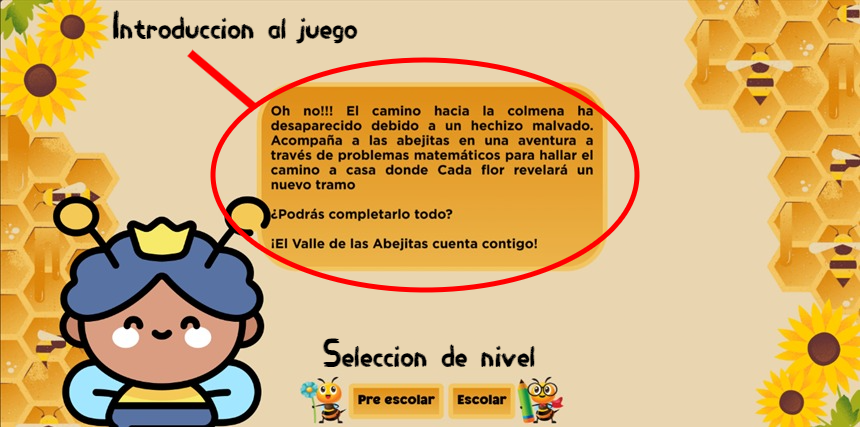 Introduccion al juego
Oh no!!! El camino hacia la colmena ha
desaparecido debido a un hechizo malvado.
Acompaña a las abejitas en una aventura a
través de problemas matemáticos para hallar el
camino a casa donde Cada flor revelará un
nuevo tramo
¿Podrás completarlo todo?
¡El Valle de las Abejitas cuenta contigo!
Seleccion de nivel
Pre escolar
Escolar